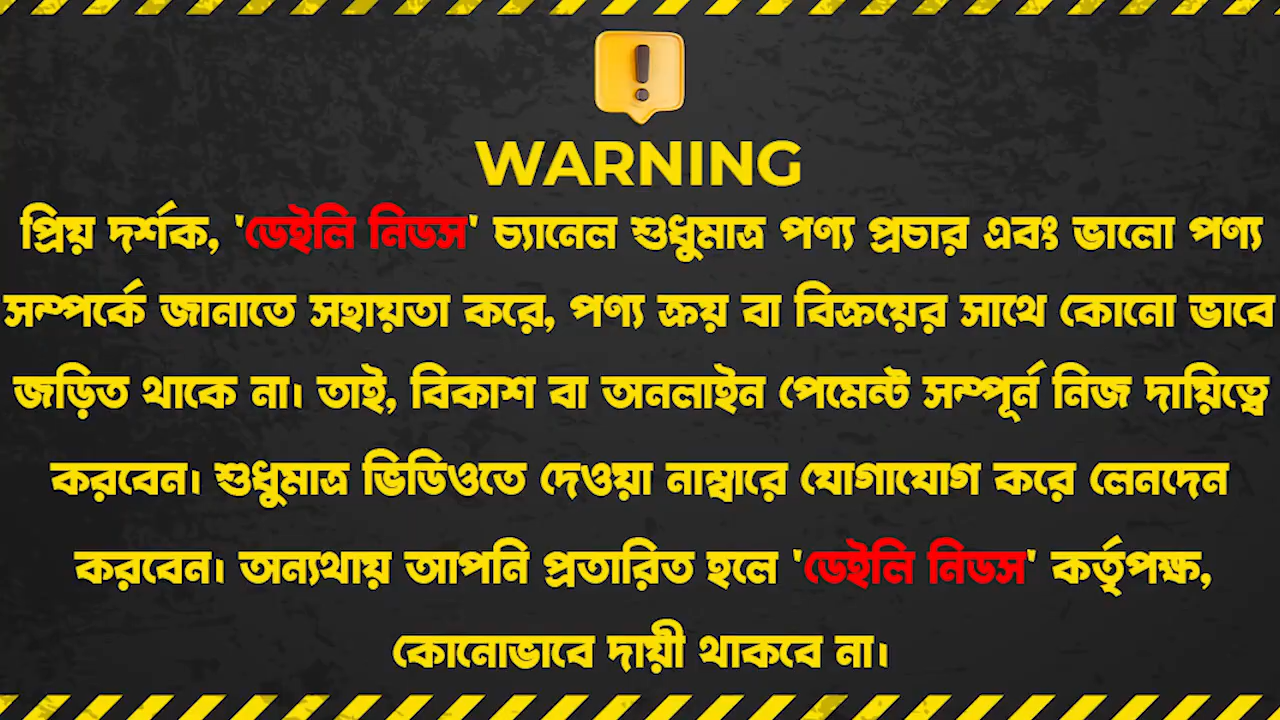 WARNING
প্রিয় দর্শক, 'ডেইলি নিডস' চ্যানেল শুধুমাত্র পণ্য প্রচার এবং ভালো পণ্য
সম্পর্কে জানাতে সহায়তা করে, পণ্য ক্রয় বা বিক্রয়ের সাথে কোনো ভাবে
জড়িত থাকে না। তাই, বিকাশ বা অনলাইন পেমেন্ট সম্পূর্ন নিজ দায়িত্বে
করবেন। শুধুমাত্র ভিডিওতে দেওয়া নাম্বারে যোগাযোগ করে লেনদেন
করবেন। অন্যথায় আপনি প্রতারিত হলে 'ডেইলি নিডস' কর্তৃপক্ষ,
কোনোভাবে দায়ী থাকবে না।